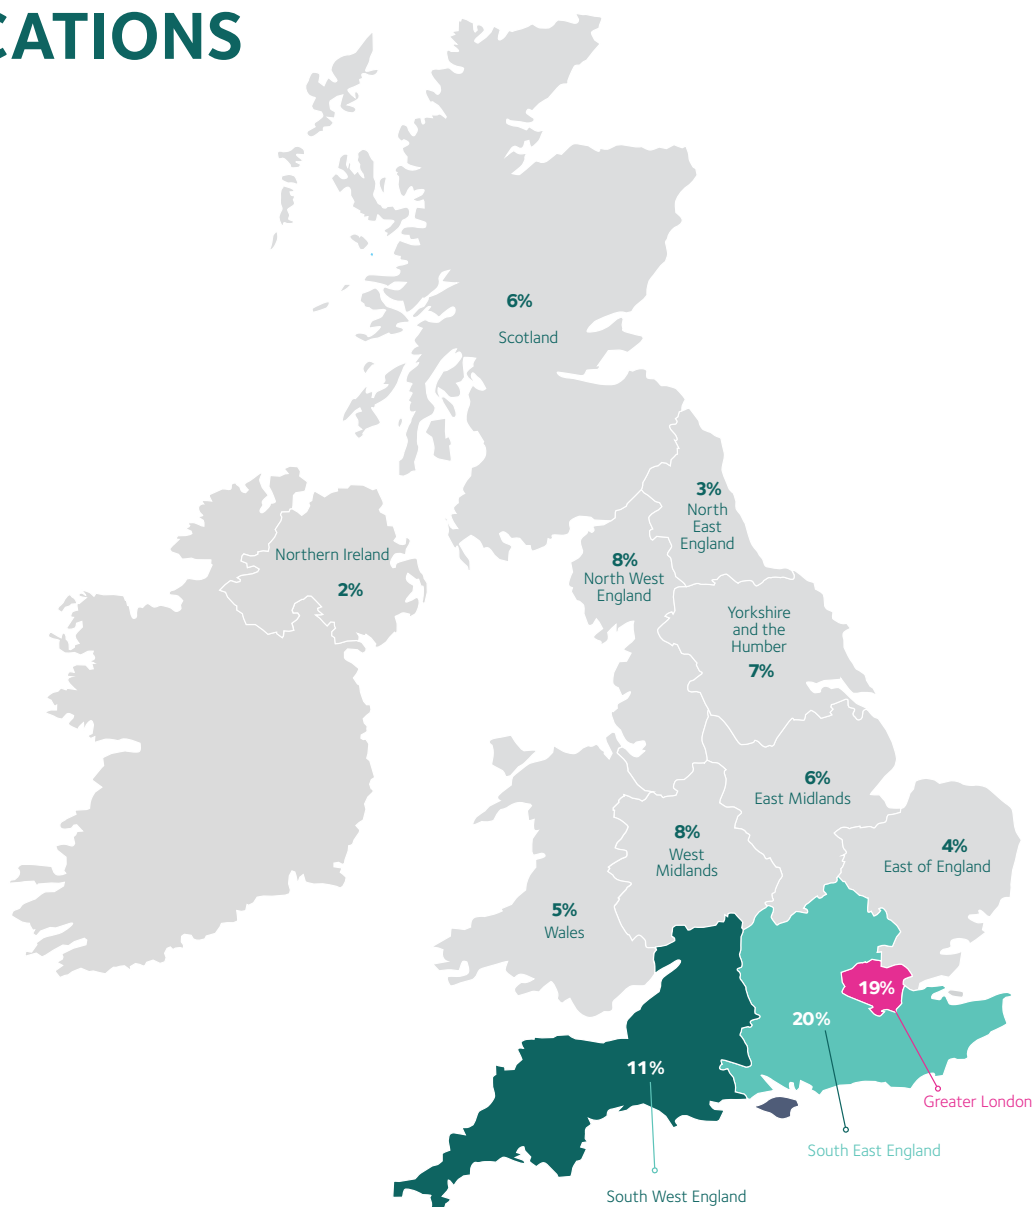 CATIONS
6%
Scotland
3%
North
East
England
Northern Ireland
2%
8%
North West
England
Yorkshire
and the
Humber
7%
6%
East Midlands
8%
West
Midlands
4%
East of England
5%
Wales
19%
20%
11%
Greater London
South East England
South West England